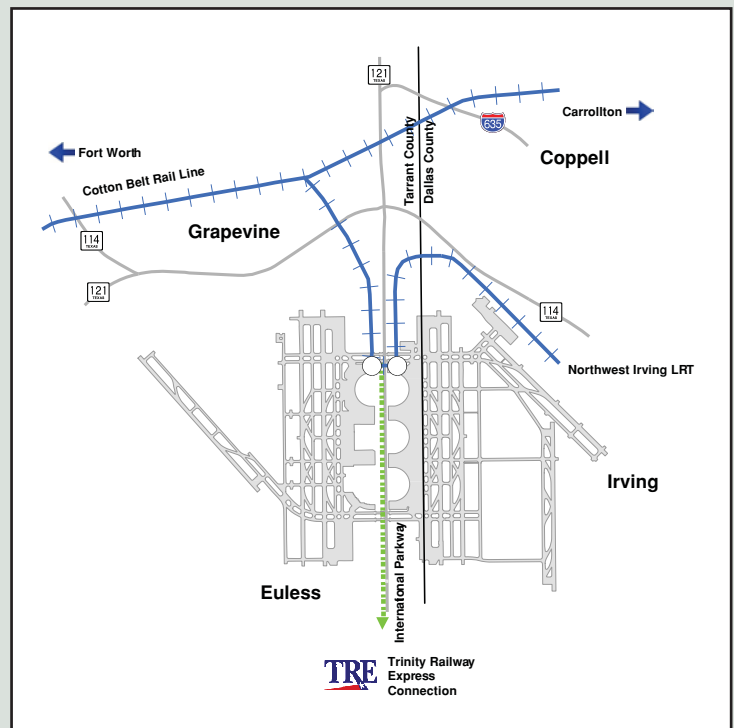 121
TEXAS
635
Carrollton
Coppell
Fort Worth
Cotton Belt Rail Line
Tarrant County
Dallas County
Grapevine
114
TEXAS
121
TEXAS
114
TEXAS
Northwest Irving LRT
Irving
International Parkway
Euless
TRE
Trinity Railway
Express
Connection